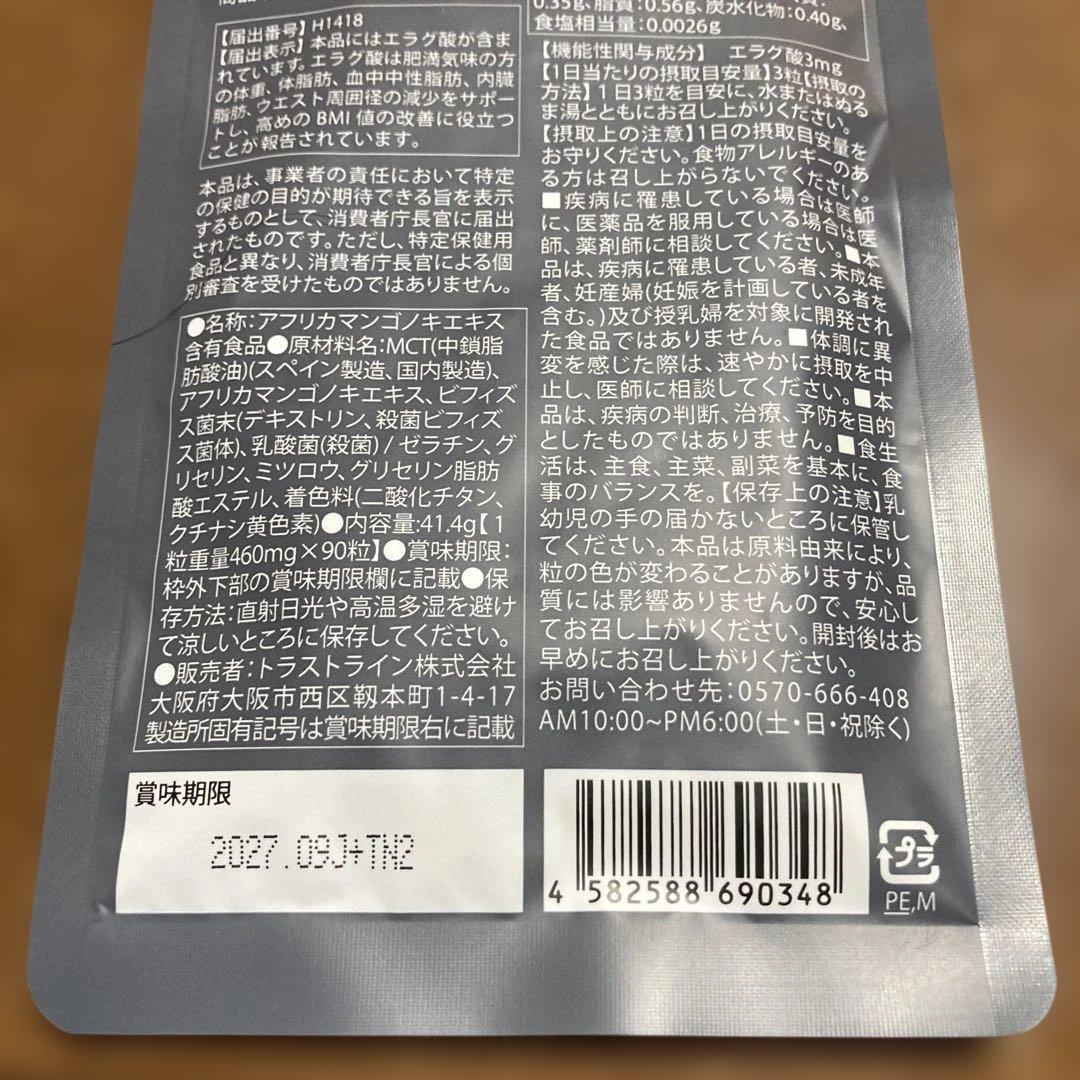 【届出番号】H1418
【届出表示】本品にはエラグ酸が含ま
れています。エラグ酸は肥満気味の方
の体重、体脂肪、血中中性脂肪、内臓
脂肪、ウエスト周囲径の減少をサポー
トし、高めのBMI値の改善に役立つ
ことが報告されています。
本品は、事業者の責任において特定
の保健の目的が期待できる旨を表示
するものとして、消費者庁長官に届出
されたものです。ただし、特定保健用
食品と異なり、消費者庁長官による個
別審査を受けたものではありません。
●名称:アフリカマンゴノキエキス
含有食品●原材料名:MCT(中鎖脂
肪酸油)(スペイン製造、国内製造)、
アフリカマンゴノキエキス、ビフィズ
ス菌末(デキストリン、殺菌ビフィズ
ス菌体)、乳酸菌(殺菌) / ゼラチン、グ
リセリン、ミツロウ、グリセリン脂肪
酸エステル、着色料(二酸化チタン、
クチナシ黄色素)●内容量:41.4g【1
粒重量460mg×90粒】●賞味期限:
枠外下部の賞味期限欄に記載●保
存方法:直射日光や高温多湿を避け
て涼しいところに保存してください。
●販売者:トラストライン株式会社
大阪府大阪市西区靱本町1-4-17
製造所固有記号は賞味期限右に記載
0.35g、脂質:0.56g、炭水化物:0.40g、
食塩相当量:0.0026g
【機能性関与成分】 エラグ酸3mg
【1日当たりの摂取目安量】3粒【摂取の
方法】1日3粒を目安に、水またはぬる
ま湯とともにお召し上がりください。
【摂取上の注意】1日の摂取目安量を
お守りください。食物アレルギーのあ
る方は召し上がらないでください。
■疾病に罹患している場合は医師
に、医薬品を服用している場合は医
師、薬剤師に相談してください。■本
品は、疾病に罹患している者、未成年
者、妊産婦(妊娠を計画している者を
含む。)及び授乳婦を対象に開発され
た食品ではありません。■体調に異
変を感じた際は、速やかに摂取を中
止し、医師に相談してください。■本
品は、疾病の判断、治療、予防を目的
としたものではありません。■食生
活は、主食、主菜、副菜を基本に、食
事のバランスを。【保存上の注意】乳
幼児の手の届かないところに保管し
てください。本品は原料由来により、
粒の色が変わることがありますが、品
質には影響ありませんので、安心し
てお召し上がりください。開封後はお
早めにお召し上がりください。
お問い合わせ先:0570-666-408
AM10:00~PM6:00(土・日・祝除く)
賞味期限
2027.09J+TN2
4 582588 690348
プラ
PE,M